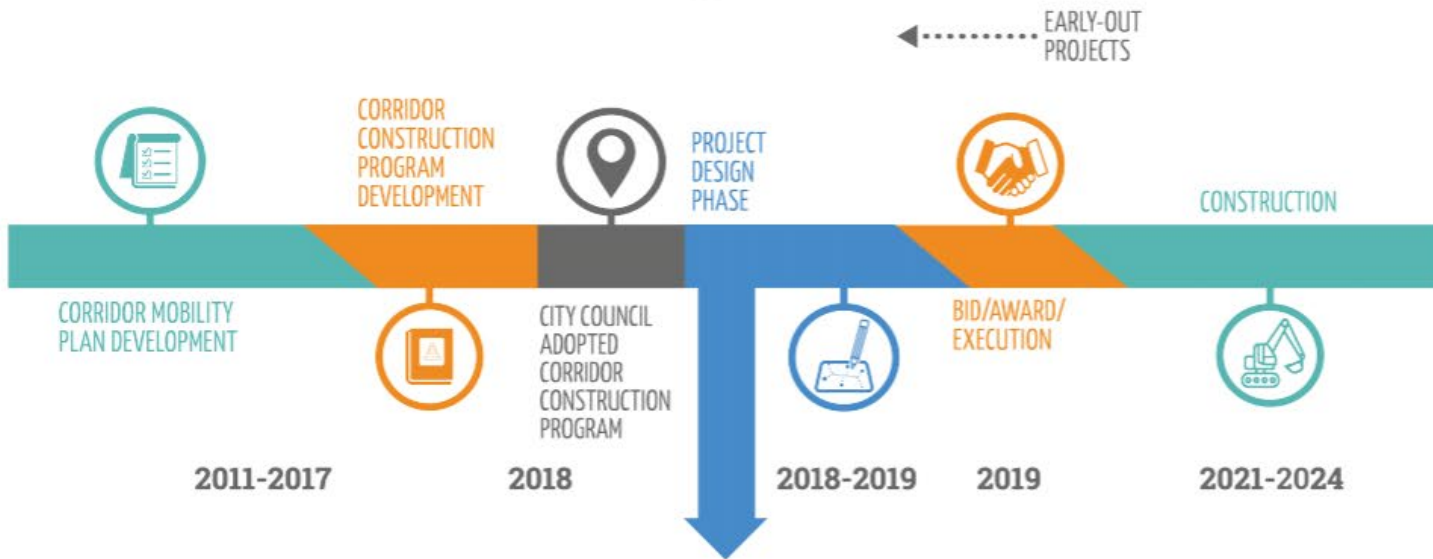 EARLY-OUT
PROJECTS
CORRIDOR
CONSTRUCTION
PROGRAM
DEVELOPMENT
PROJECT
DESIGN
PHASE
CONSTRUCTION
CORRIDOR MOBILITY
PLAN DEVELOPMENT
CITY COUNCIL
ADOPTED
CORRIDOR
CONSTRUCTION
PROGRAM
BID/AWARD/
EXECUTION
2011-2017
2018
2018-2019
2019
2021-2024